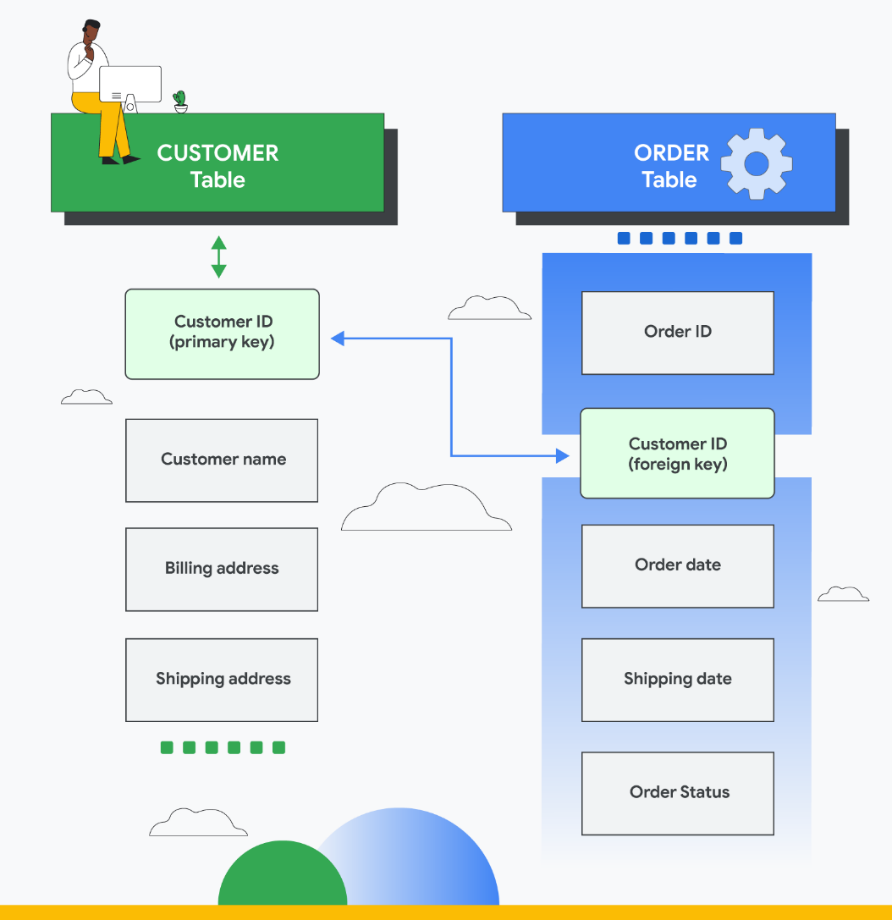 CUSTOMER
Table
Customer ID
(primary key)
Customer name
Billing address
Shipping address
ORDER
Table
Order ID
Customer ID
(foreign key)
Order date
Shipping date
Order Status